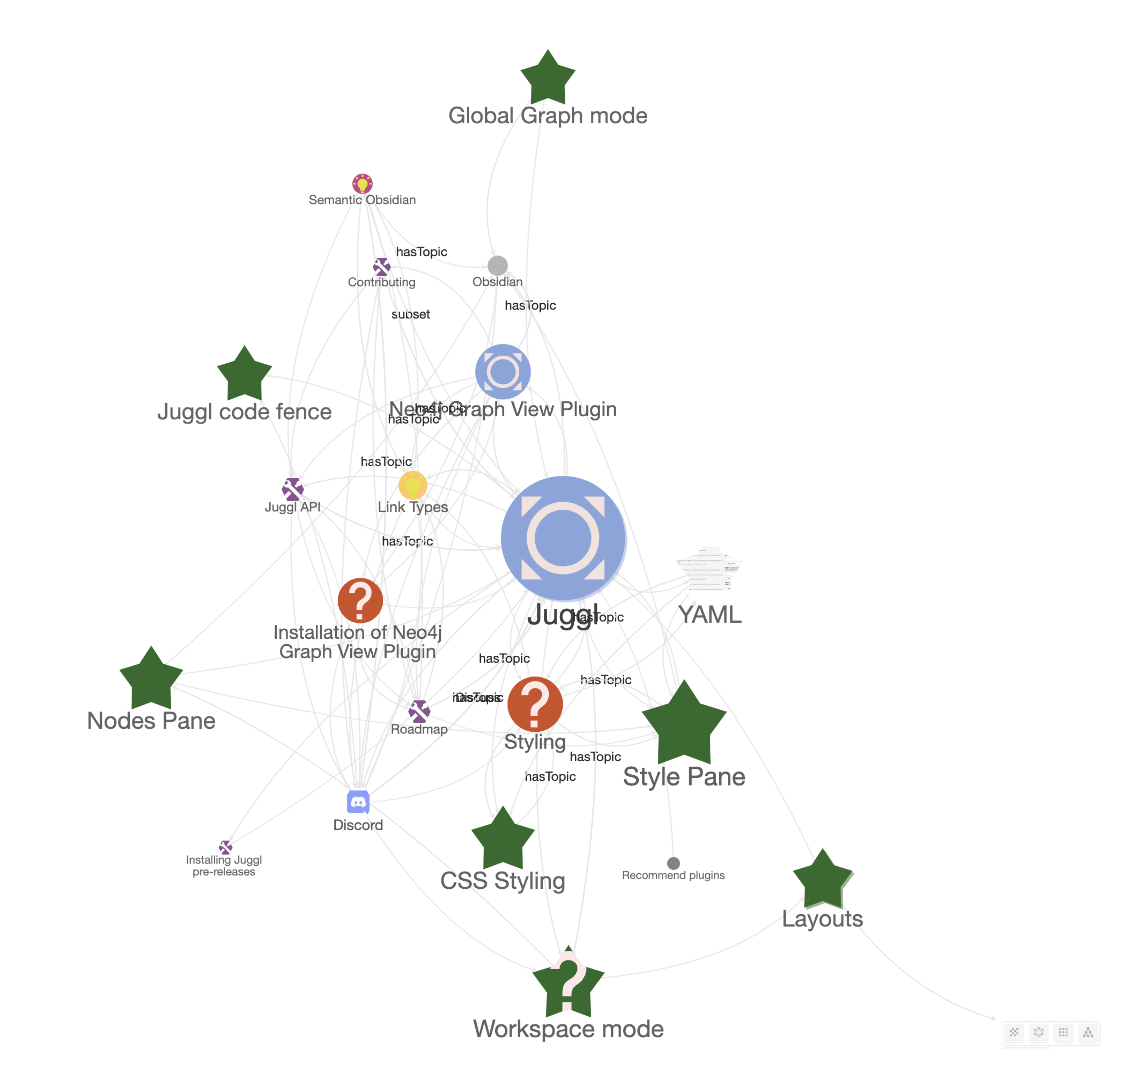 Global Graph mode
Semantic Obsidian
hasTopic
Contributing
Obsidian
hasTopic
subset
Juggl code fence
Neo4j Graph View Plugin
hasTopic
hasTopic
hasTopic
Juggl API
Link Types
hasTopic
Juggl
hasTopic
YAML
Installation of Neo4j
Graph View Plugin
hasTopic
hasTopic
Nodes Pane
hasTopic
Roadmap
Styling
hasTopic
Style Pane
hasTopic
Discord
Installing Juggl
pre-releases
CSS Styling
Recommend plugins
Layouts
Workspace mode